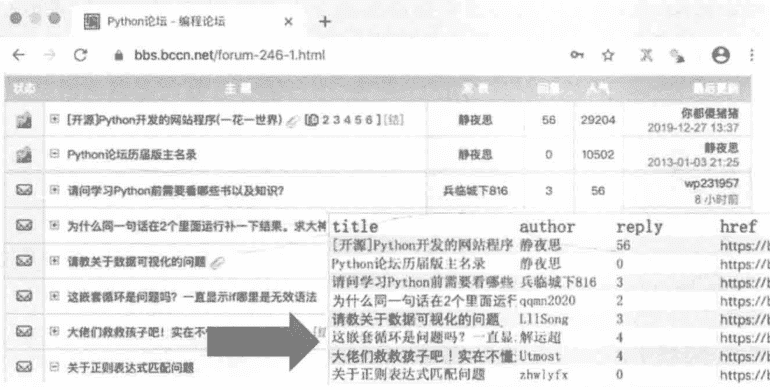 Python论坛 - 编程论坛
bbs.bccn.net/forum-246-1.html
状态 主 题 发 表 回复 人气 最后更新
[开源]Python开发的网站程序(一花一世界) [ 2 3 4 5 6 ] [结] 静夜思 56 29204 你都傻猪猪
2019-12-27 13:37
Python论坛历届版主名录 静夜思 0 10502 静夜思
2013-01-03 21:25
请问学习Python前需要看哪些书以及知识? 兵临城下816 3 56 wp231957
8 小时前
为什么同一句话在2个里面运行补一下结果。求大神
请教关于数据可视化的问题
这嵌套循环是问题吗? 一直显示if哪里是无效语法
大佬们救救孩子吧! 实在不
关于正则表达式匹配问题
title author reply href
[开源]Python开发的网站程序 静夜思 56 https://b
Python论坛历届版主名录 静夜思 0 https://b
请问学习Python前需要看哪些 兵临城下816 3 https://b
为什么同一句话在2个里面运行 qqmn2020 2 https://b
请教关于数据可视化的问题 LllSong 3 https://b
这嵌套循环是问题吗? 一直显 解运超 4 https://b
大佬们救救孩子吧!实在不懂 Utmost 4 https://b
关于正则表达式匹配问题 zhwlyfx 0 https://b